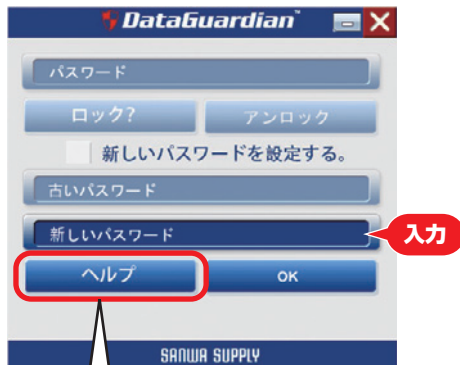 DataGuardian™
パスワード
ロック? アンロック
新しいパスワードを設定する。
古いパスワード
新しいパスワード 入力
ヘルプ OK
SANWA SUPPLY